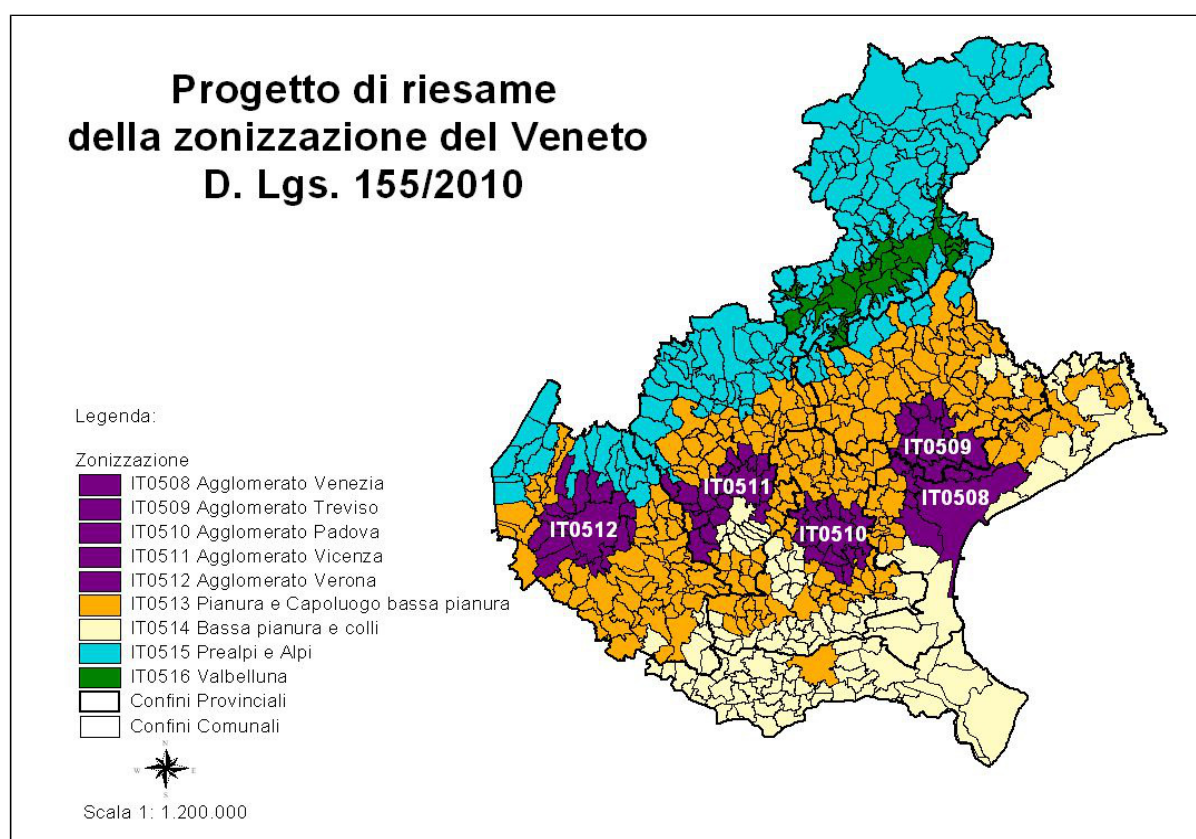 Progetto di riesame
della zonizzazione del Veneto
D. Lgs. 155/2010
Legenda:
Zonizzazione
IT0508 Agglomerato Venezia
IT0509 Agglomerato Treviso
IT0510 Agglomerato Padova
IT0511 Agglomerato Vicenza
IT0512 Agglomerato Verona
IT0513 Pianura e Capoluogo bassa pianura
IT0514 Bassa pianura e colli
IT0515 Prealpi e Alpi
IT0516 Valbelluna
Confini Provinciali
Confini Comunali
N
W E
S
Scala 1: 1.200.000
IT0509
IT0511
IT0508
IT0512
IT0510